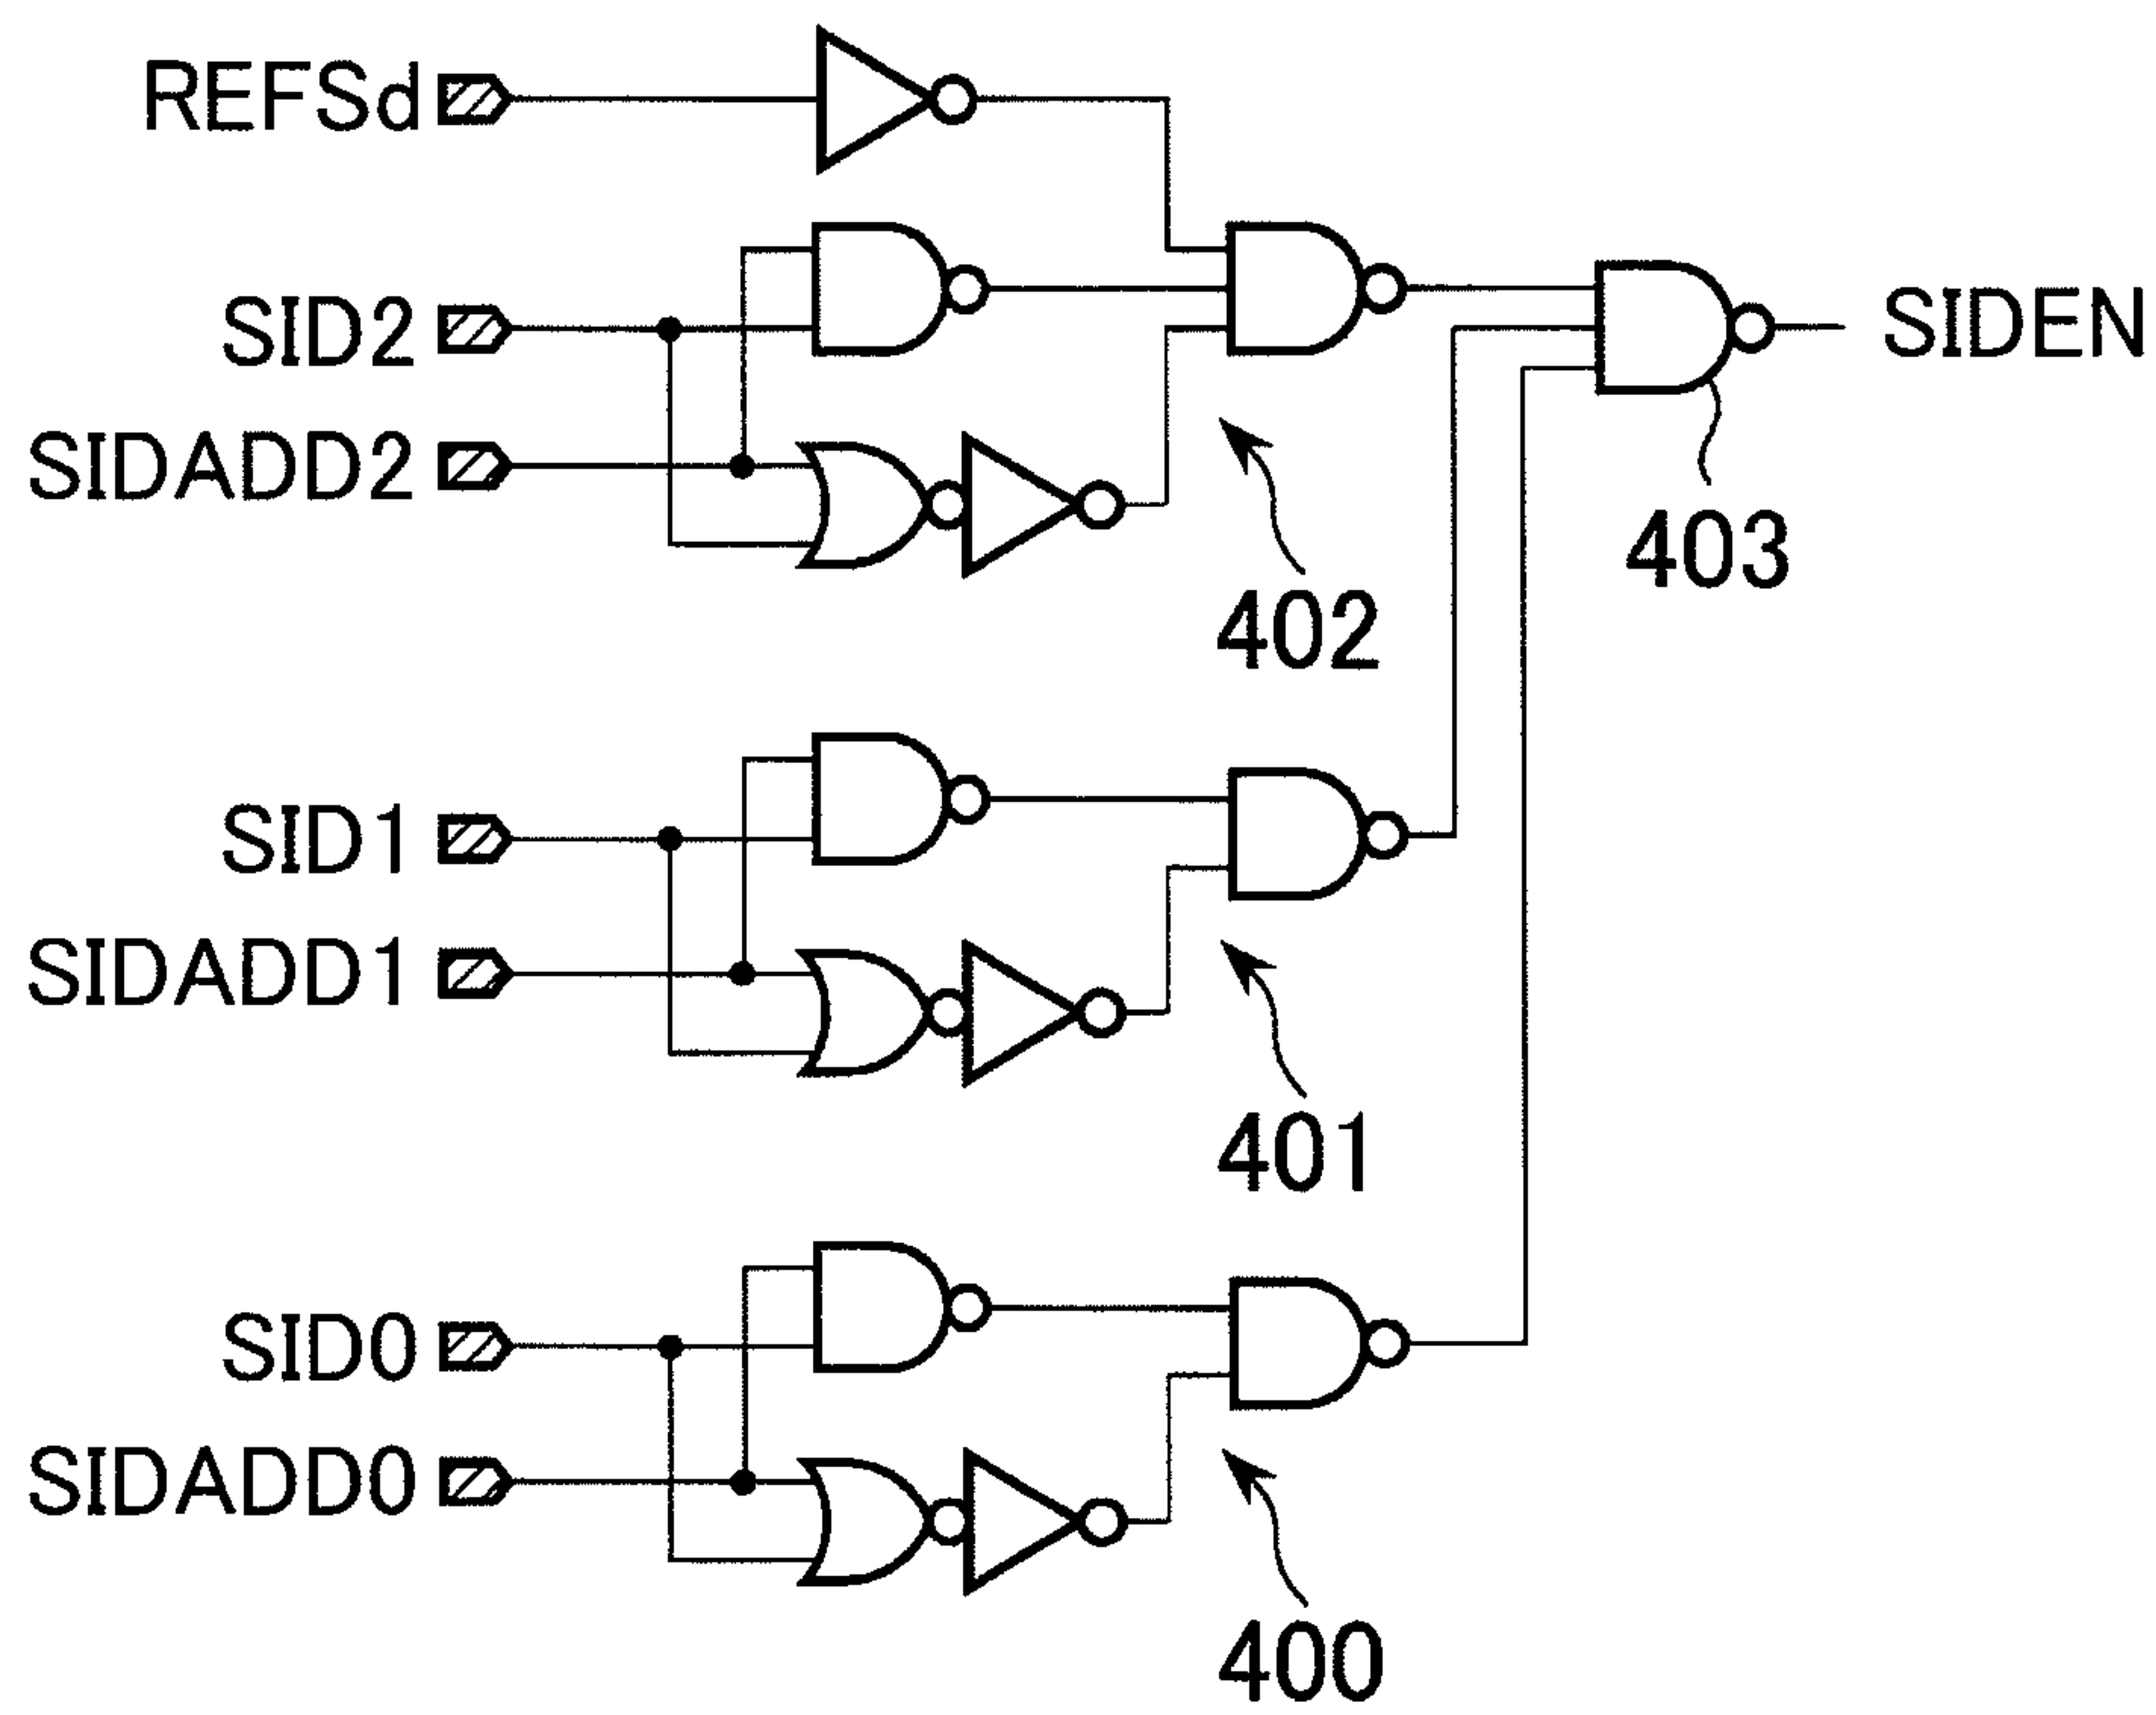 REFSd
SID2
SIDEN
SIDADD2
403
402
SID1
SIDADD1
401
SID0
SIDADD0
400